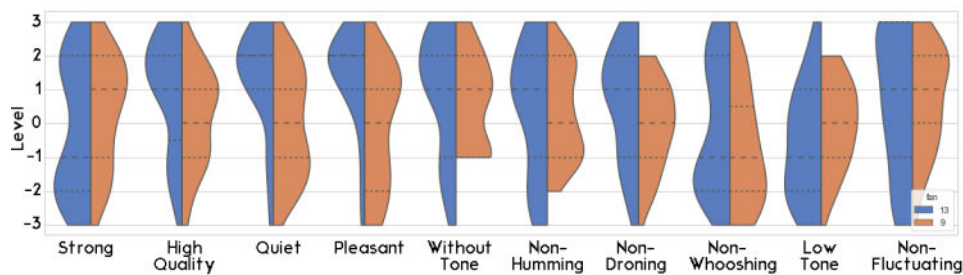 3
2
1
0
-1
-2
-3
Level
Strong
High
Quality
Quiet
Pleasant
Without
Tone
Non-
Humming
Non-
Droning
Non-
Whooshing
Low
Tone
Non-
Fluctuating
fan
13
9